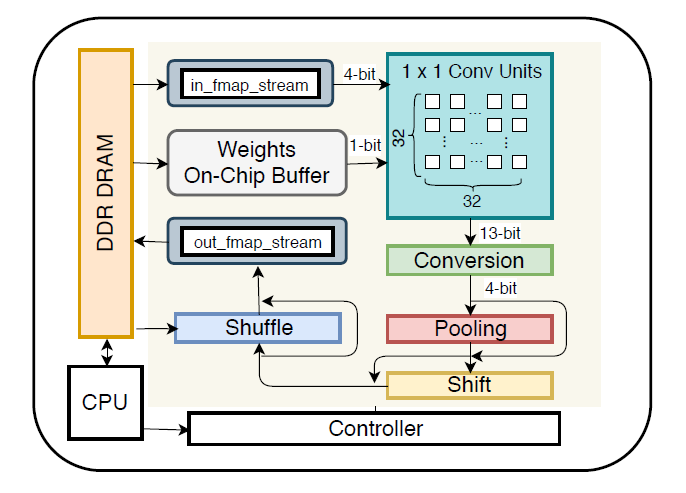 DDR DRAM
in_fmap_stream
4-bit
1 x 1 Conv Units
...
32
...
32
Weights
On-Chip Buffer
1-bit
out_fmap_stream
13-bit
Conversion
4-bit
Shuffle
Pooling
Shift
CPU
Controller